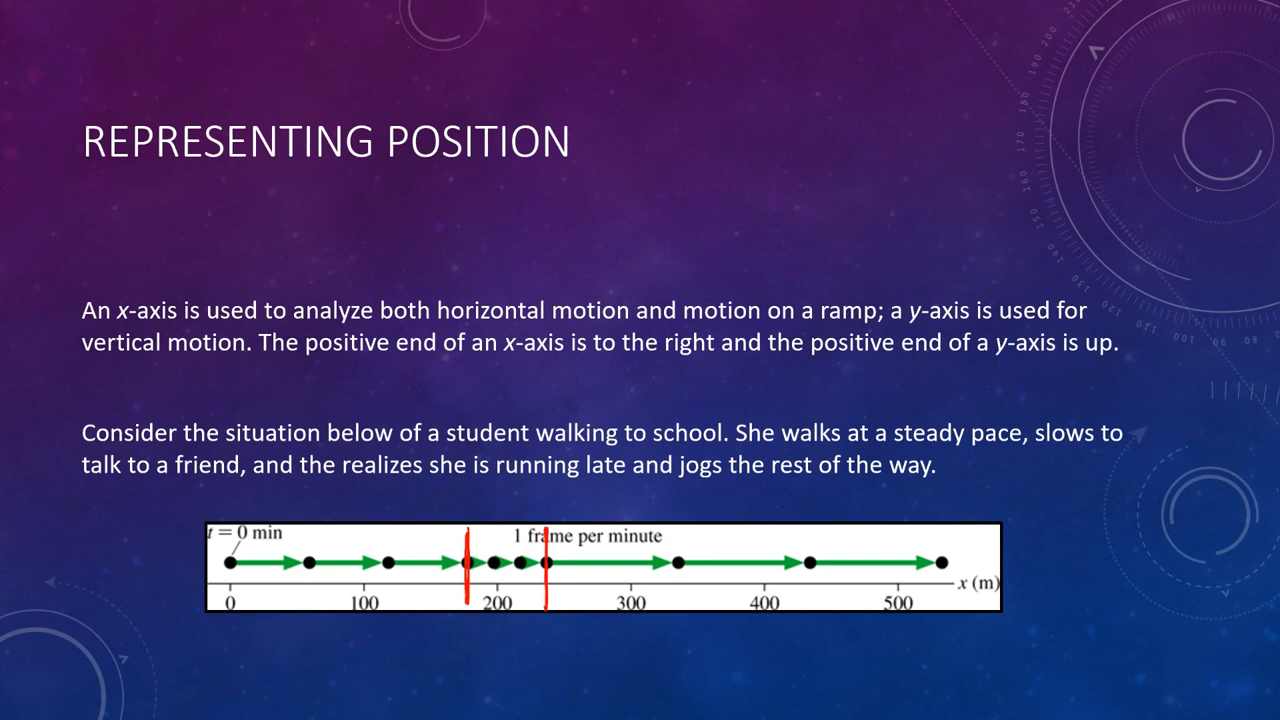 REPRESENTING POSITION
An x-axis is used to analyze both horizontal motion and motion on a ramp; a y-axis is used for
vertical motion. The positive end of an x-axis is to the right and the positive end of a y-axis is up.
Consider the situation below of a student walking to school. She walks at a steady pace, slows to
talk to a friend, and the realizes she is running late and jogs the rest of the way.
t = 0 min
1 frame per minute
x (m)
0 100 200 300 400 500